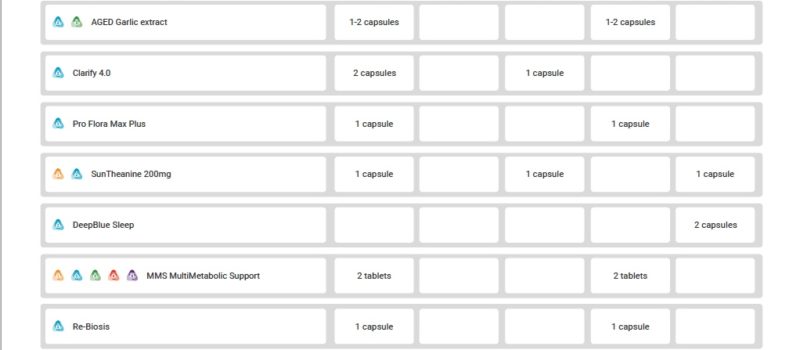 AGED Garlic extract 1-2 capsules 1-2 capsules
Clarify 4.0 2 capsules 1 capsule
Pro Flora Max Plus 1 capsule 1 capsule
SunTheanine 200mg 1 capsule 1 capsule 1 capsule
DeepBlue Sleep 2 capsules
MMS MultiMetabolic Support 2 tablets 2 tablets
Re-Biosis 1 capsule 1 capsule